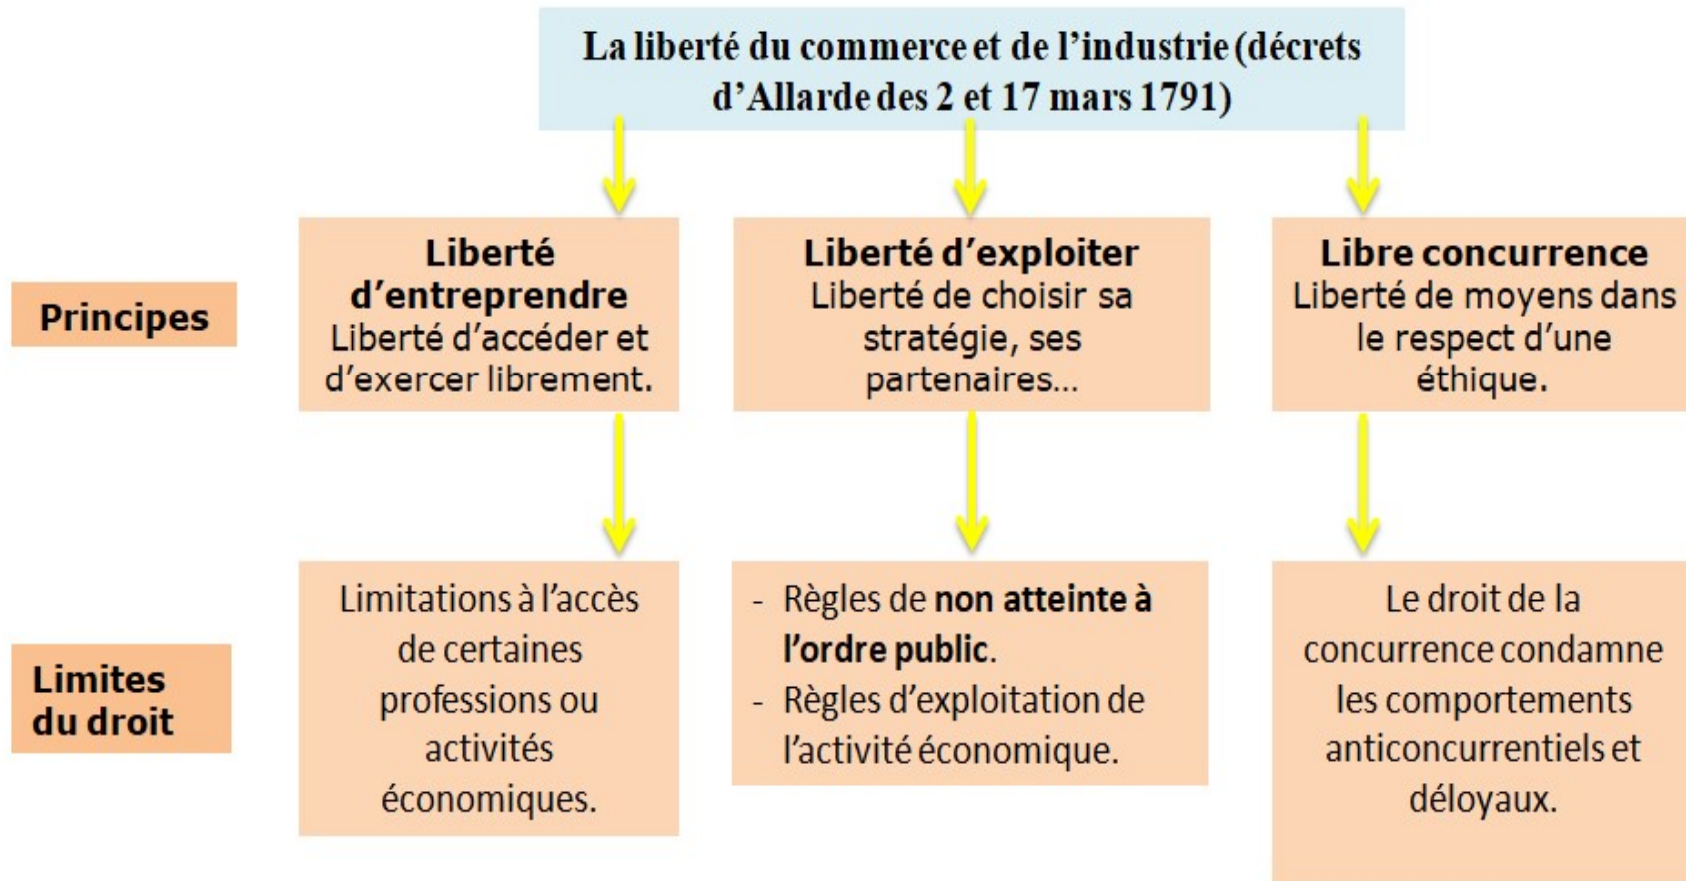 La liberté du commerce et de l'industrie (décrets
d'Allarde des 2 et 17 mars 1791)
Principes
Liberté
d'entreprendre
Liberté d'accéder et
d'exercer librement.
Liberté d'exploiter
Liberté de choisir sa
stratégie, ses
partenaires...
Libre concurrence
Liberté de moyens dans
le respect d'une
éthique.
Limites
du droit
Limitations à l'accès
de certaines
professions ou
activités
économiques.
- Règles de non atteinte à
l'ordre public.
- Règles d'exploitation de
l'activité économique.
Le droit de la
concurrence condamne
les comportements
anticoncurrentiels et
déloyaux.